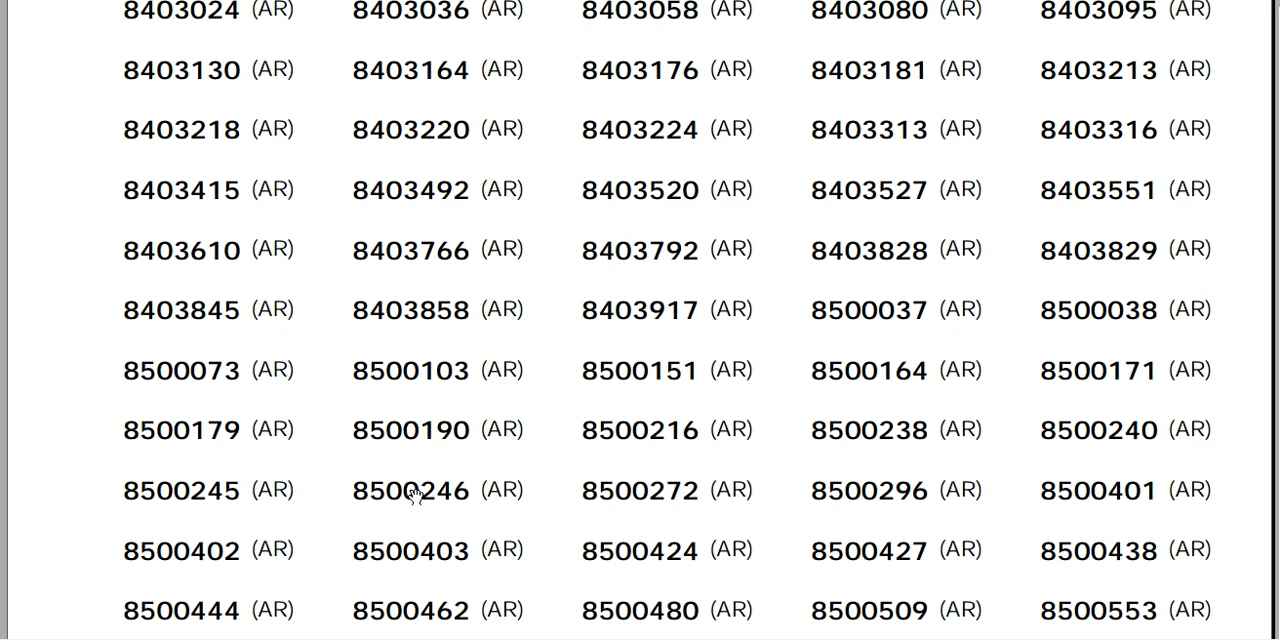 8403024 (AR) 8403036 (AR) 8403058 (AR) 8403080 (AR) 8403095 (AR)
8403130 (AR) 8403164 (AR) 8403176 (AR) 8403181 (AR) 8403213 (AR)
8403218 (AR) 8403220 (AR) 8403224 (AR) 8403313 (AR) 8403316 (AR)
8403415 (AR) 8403492 (AR) 8403520 (AR) 8403527 (AR) 8403551 (AR)
8403610 (AR) 8403766 (AR) 8403792 (AR) 8403828 (AR) 8403829 (AR)
8403845 (AR) 8403858 (AR) 8403917 (AR) 8500037 (AR) 8500038 (AR)
8500073 (AR) 8500103 (AR) 8500151 (AR) 8500164 (AR) 8500171 (AR)
8500179 (AR) 8500190 (AR) 8500216 (AR) 8500238 (AR) 8500240 (AR)
8500245 (AR) 8500246 (AR) 8500272 (AR) 8500296 (AR) 8500401 (AR)
8500402 (AR) 8500403 (AR) 8500424 (AR) 8500427 (AR) 8500438 (AR)
8500444 (AR) 8500462 (AR) 8500480 (AR) 8500509 (AR) 8500553 (AR)